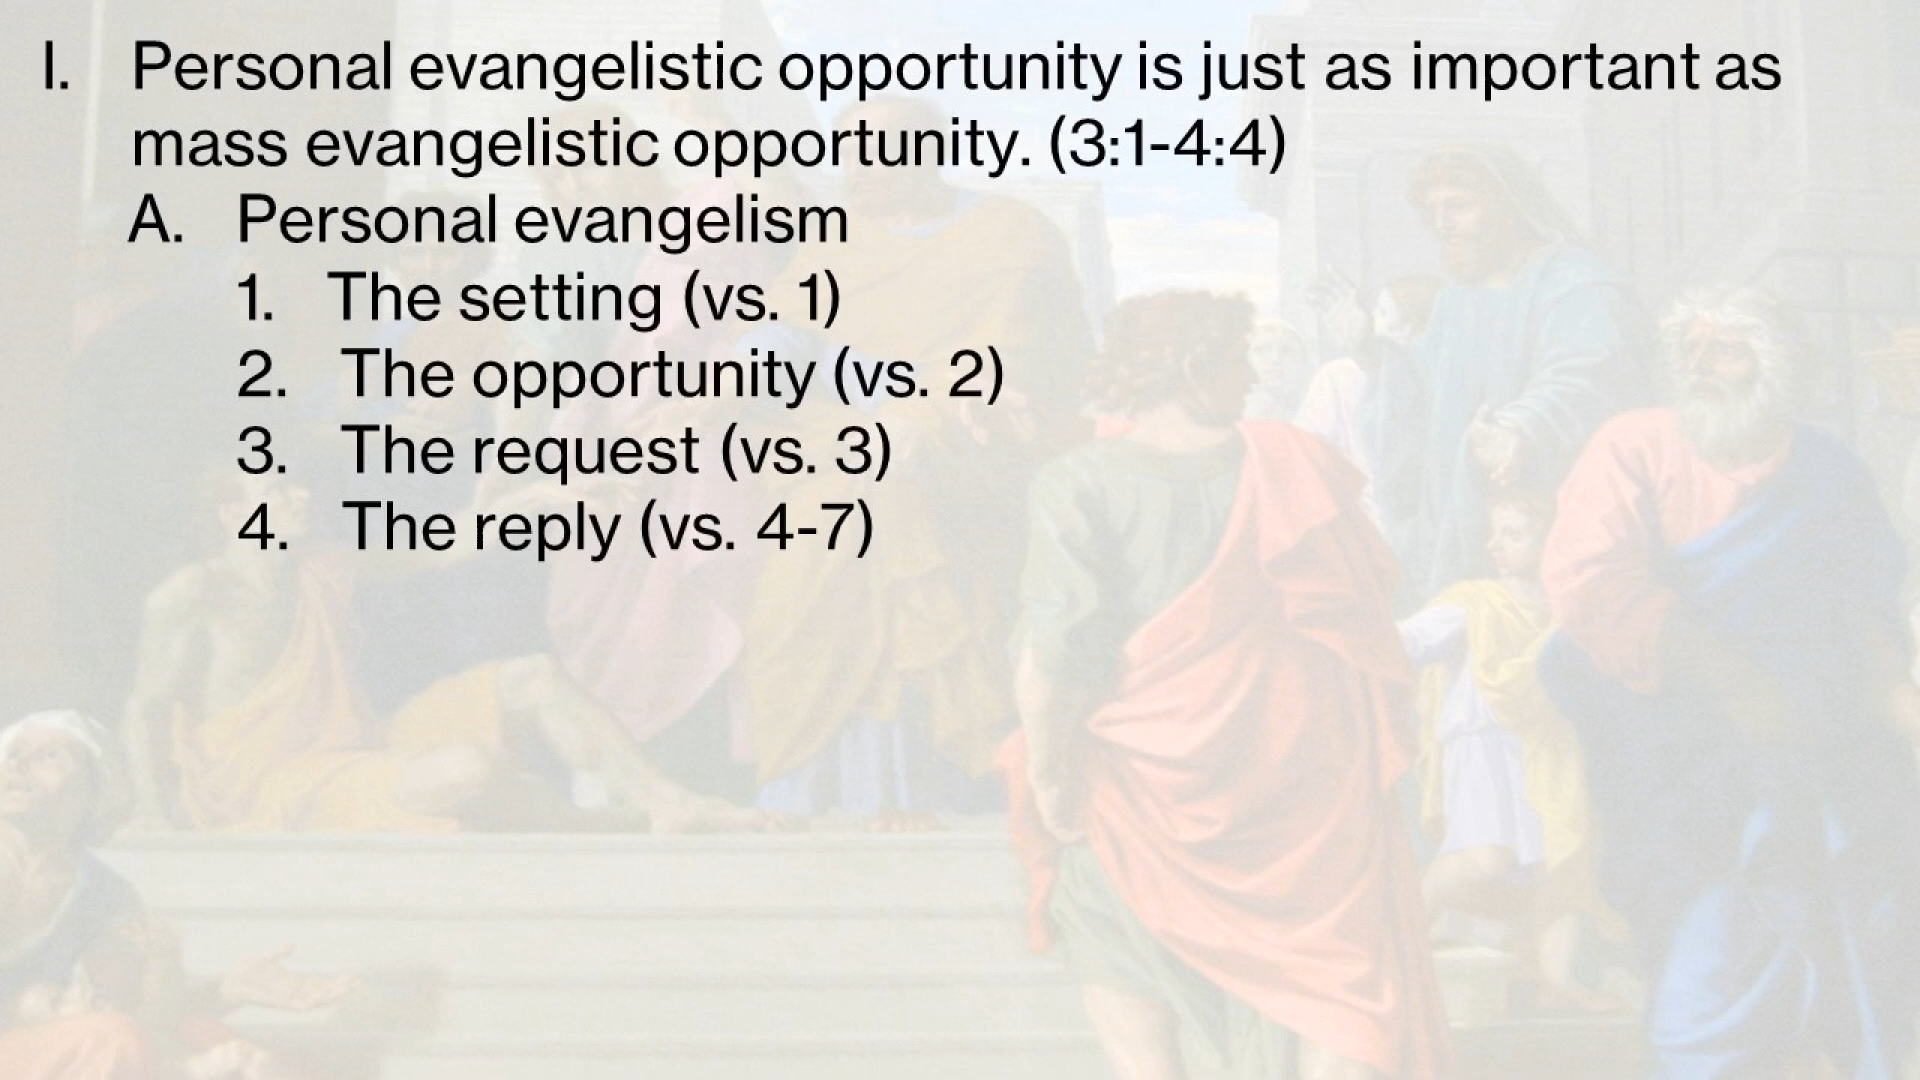 I. Personal evangelistic opportunity is just as important as
mass evangelistic opportunity. (3:1-4:4)
A. Personal evangelism
1. The setting (vs. 1)
2. The opportunity (vs. 2)
3. The request (vs. 3)
4. The reply (vs. 4-7)